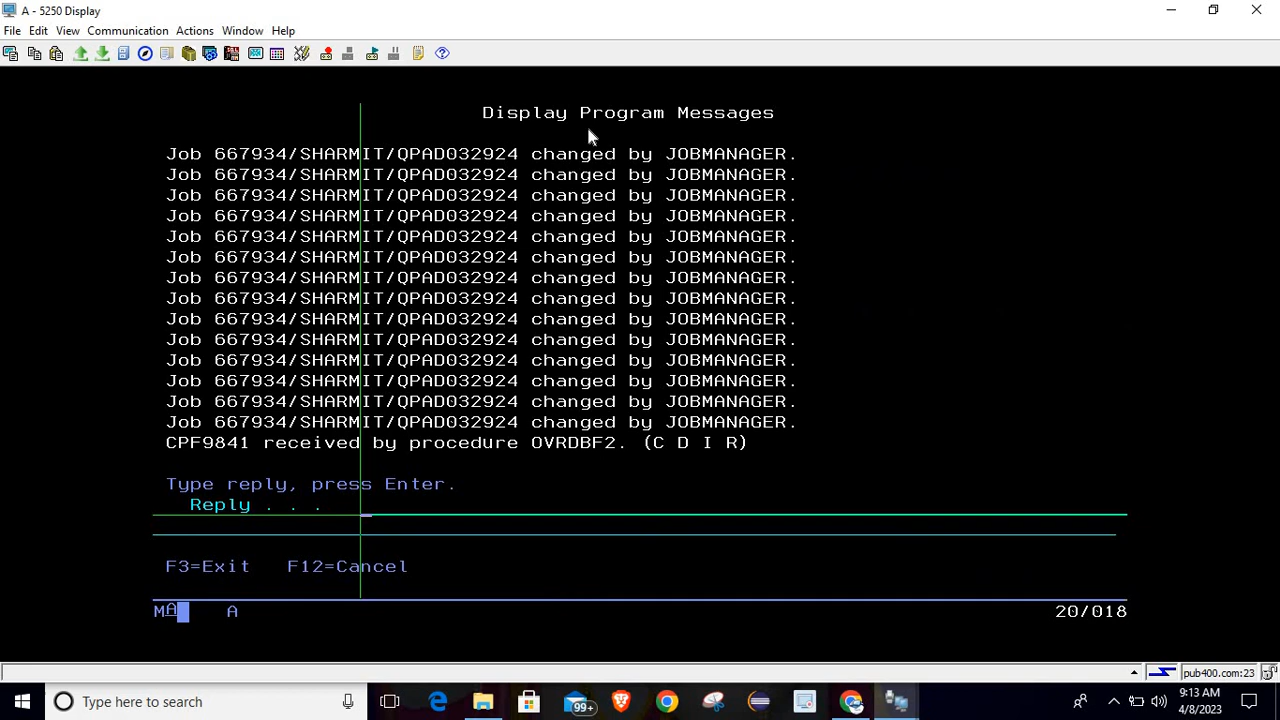 A - 5250 Display
File Edit View Communication Actions Window Help
Display Program Messages
Job 667934/SHARMIT/QPAD032924 changed by JOBMANAGER.
Job 667934/SHARMIT/QPAD032924 changed by JOBMANAGER.
Job 667934/SHARMIT/QPAD032924 changed by JOBMANAGER.
Job 667934/SHARMIT/QPAD032924 changed by JOBMANAGER.
Job 667934/SHARMIT/QPAD032924 changed by JOBMANAGER.
Job 667934/SHARMIT/QPAD032924 changed by JOBMANAGER.
Job 667934/SHARMIT/QPAD032924 changed by JOBMANAGER.
Job 667934/SHARMIT/QPAD032924 changed by JOBMANAGER.
Job 667934/SHARMIT/QPAD032924 changed by JOBMANAGER.
Job 667934/SHARMIT/QPAD032924 changed by JOBMANAGER.
Job 667934/SHARMIT/QPAD032924 changed by JOBMANAGER.
Job 667934/SHARMIT/QPAD032924 changed by JOBMANAGER.
Job 667934/SHARMIT/QPAD032924 changed by JOBMANAGER.
Job 667934/SHARMIT/QPAD032924 changed by JOBMANAGER.
CPF9841 received by procedure OVRDBF2. (C D I R)
Type reply, press Enter.
Reply . . .
F3=Exit F12=Cancel
MA A 20/018
pub400.com:23
Type here to search
99+
9:13 AM
4/8/2023